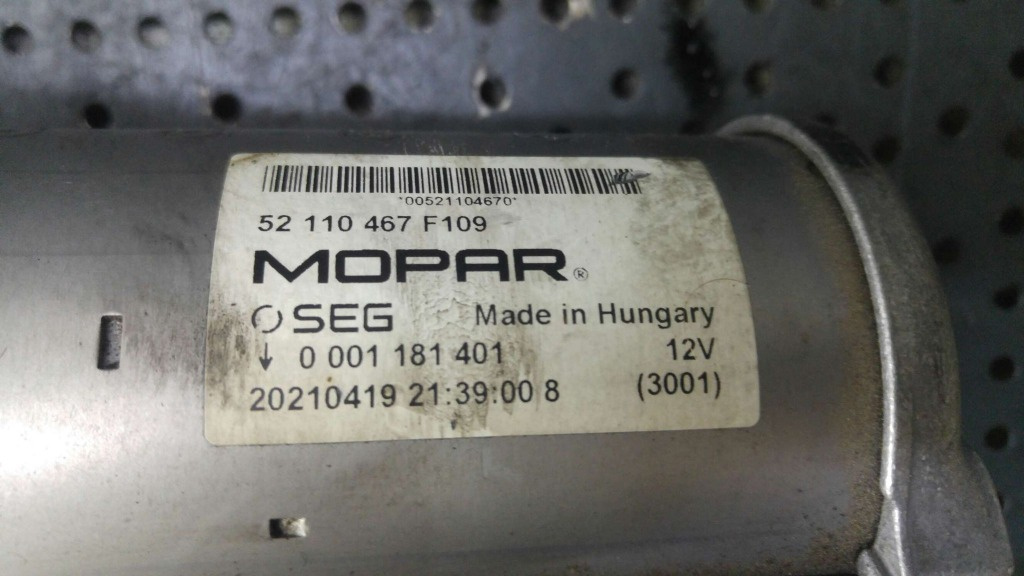 *00521104670*
52 110 467 F109
MOPAR®
SEG Made in Hungary
↓ 0 001 181 401 12V
20210419 21:39:00 8 (3001)